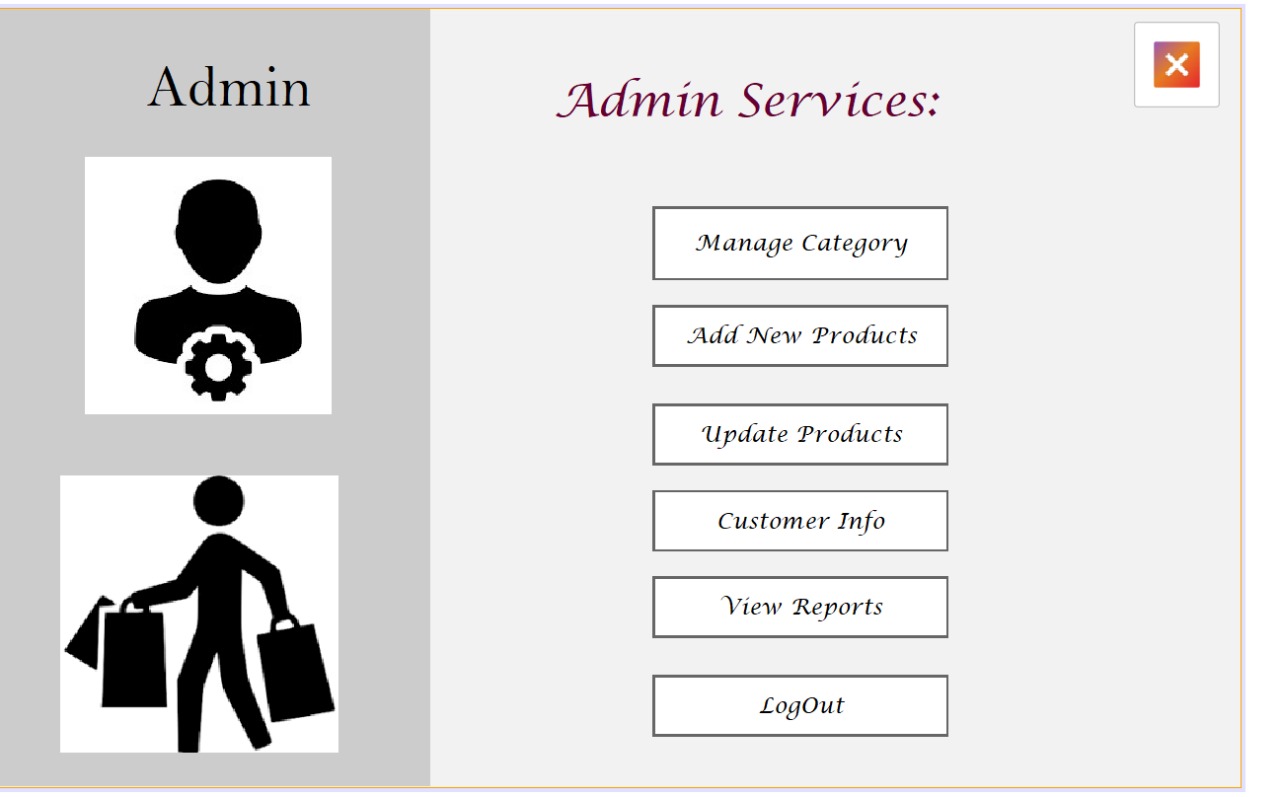 Admin
Admin Services:
Manage Category
Add New Products
Update Products
Customer Info
View Reports
LogOut